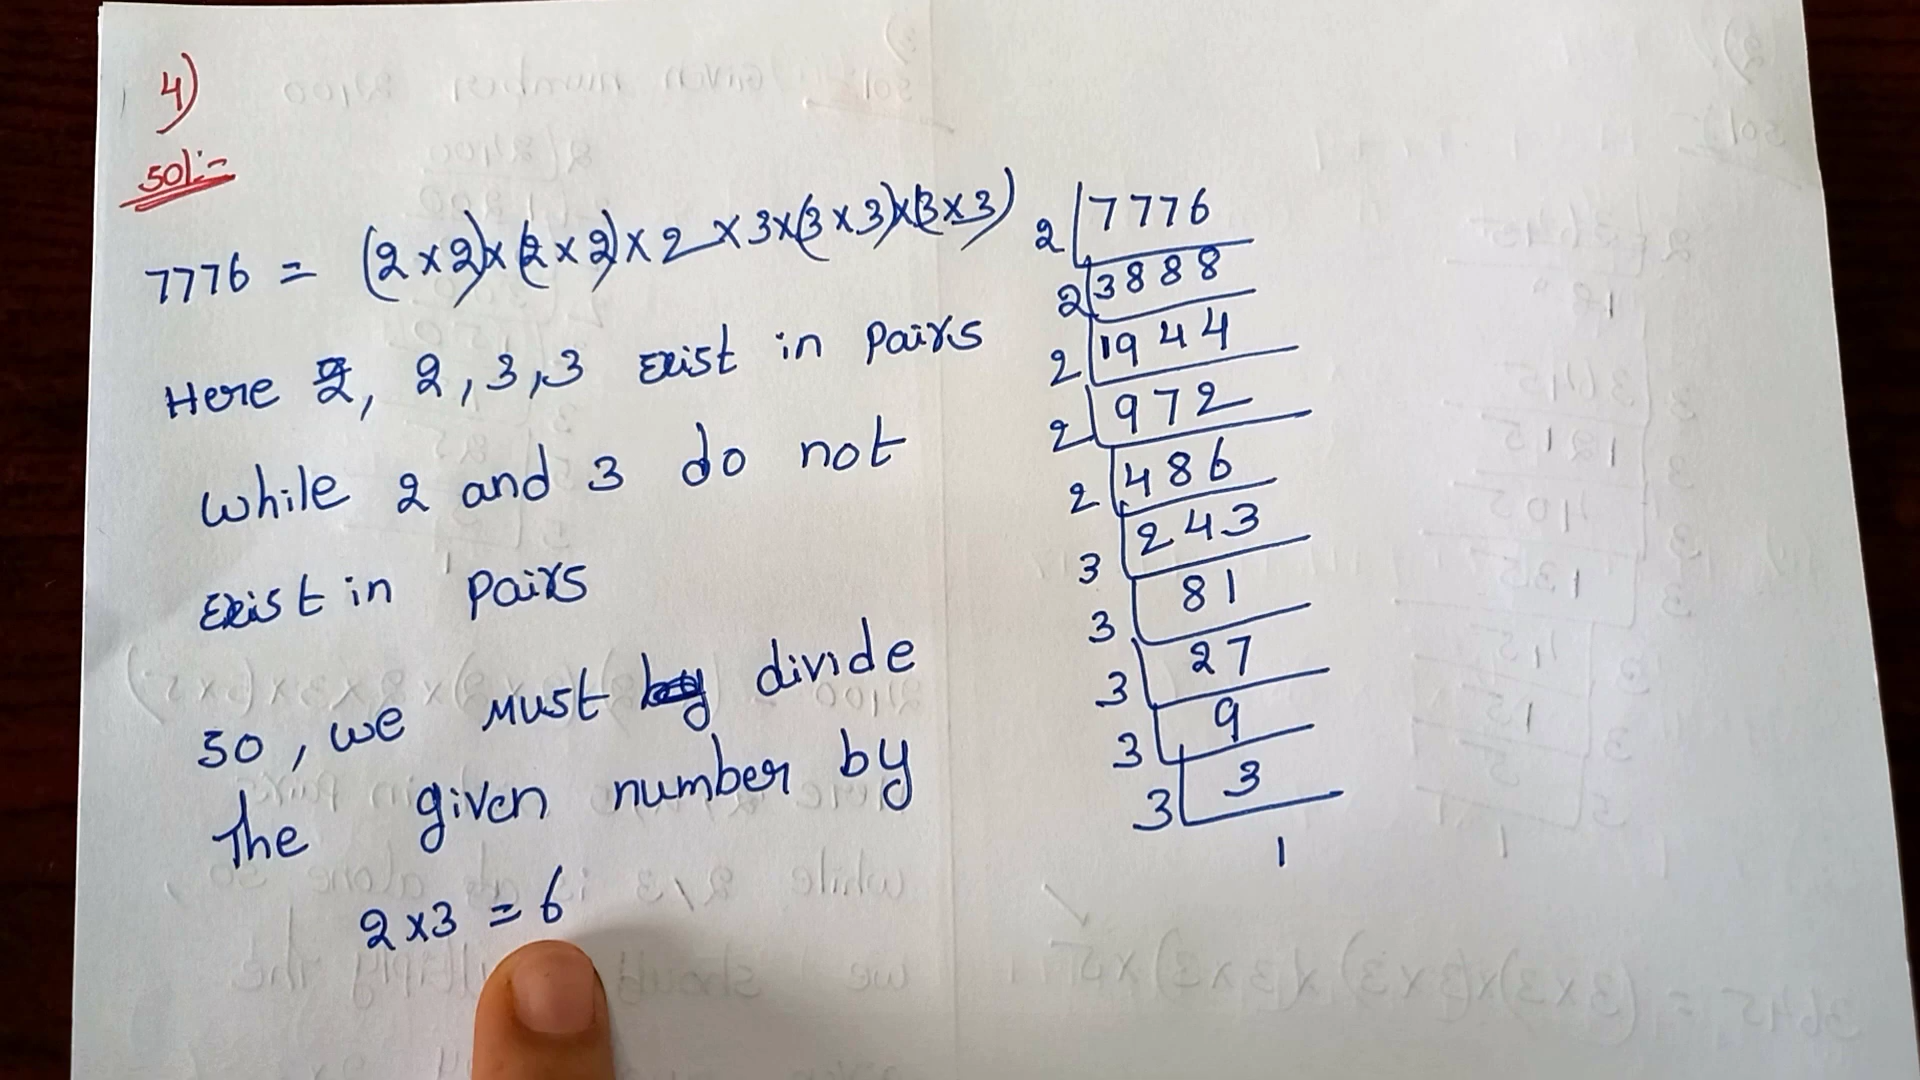 4)
Sol:-
7776 = (2×2)×(2×2)×2×3×(3×3)×(3×3)
Here 2, 2, 3, 3 Exist in Pairs
while 2 and 3 do not
Exist in Pairs
So, we must divide
The given number by
2×3 = 6
2 7776
2 3888
2 1944
2 972
2 486
3 243
3 81
3 27
3 9
3 3
1